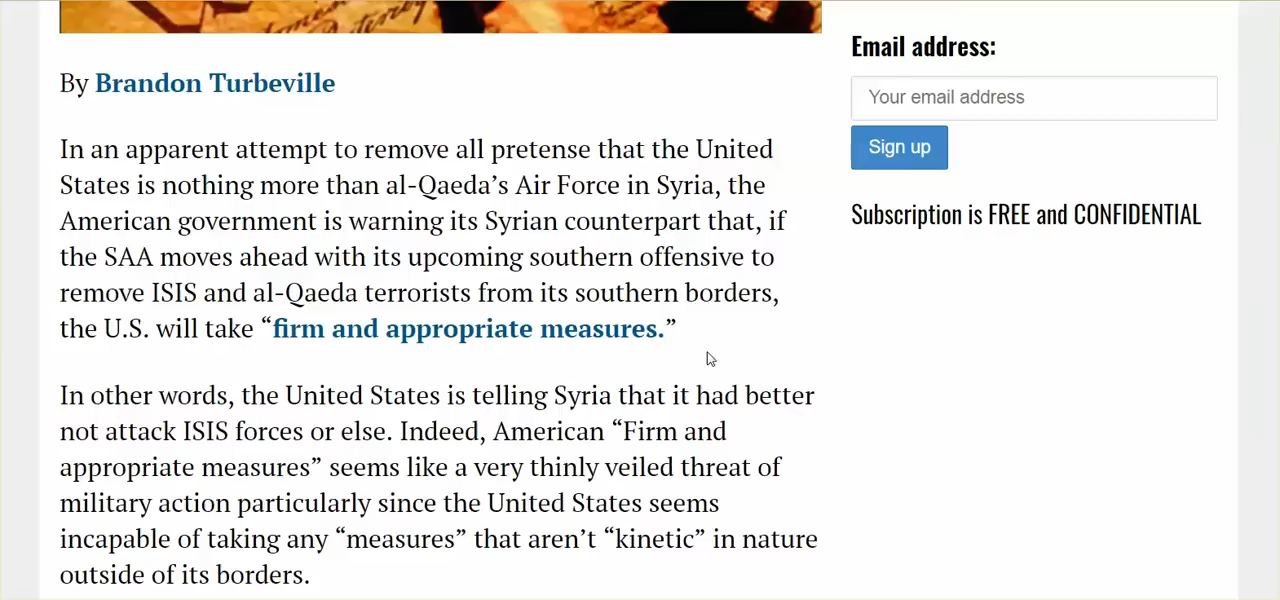 By Brandon Turbeville
In an apparent attempt to remove all pretense that the United
States is nothing more than al-Qaeda’s Air Force in Syria, the
American government is warning its Syrian counterpart that, if
the SAA moves ahead with its upcoming southern offensive to
remove ISIS and al-Qaeda terrorists from its southern borders,
the U.S. will take “firm and appropriate measures.”
In other words, the United States is telling Syria that it had better
not attack ISIS forces or else. Indeed, American “Firm and
appropriate measures” seems like a very thinly veiled threat of
military action particularly since the United States seems
incapable of taking any “measures” that aren’t “kinetic” in nature
outside of its borders.
Email address:
Your email address
Sign up
Subscription is FREE and CONFIDENTIAL